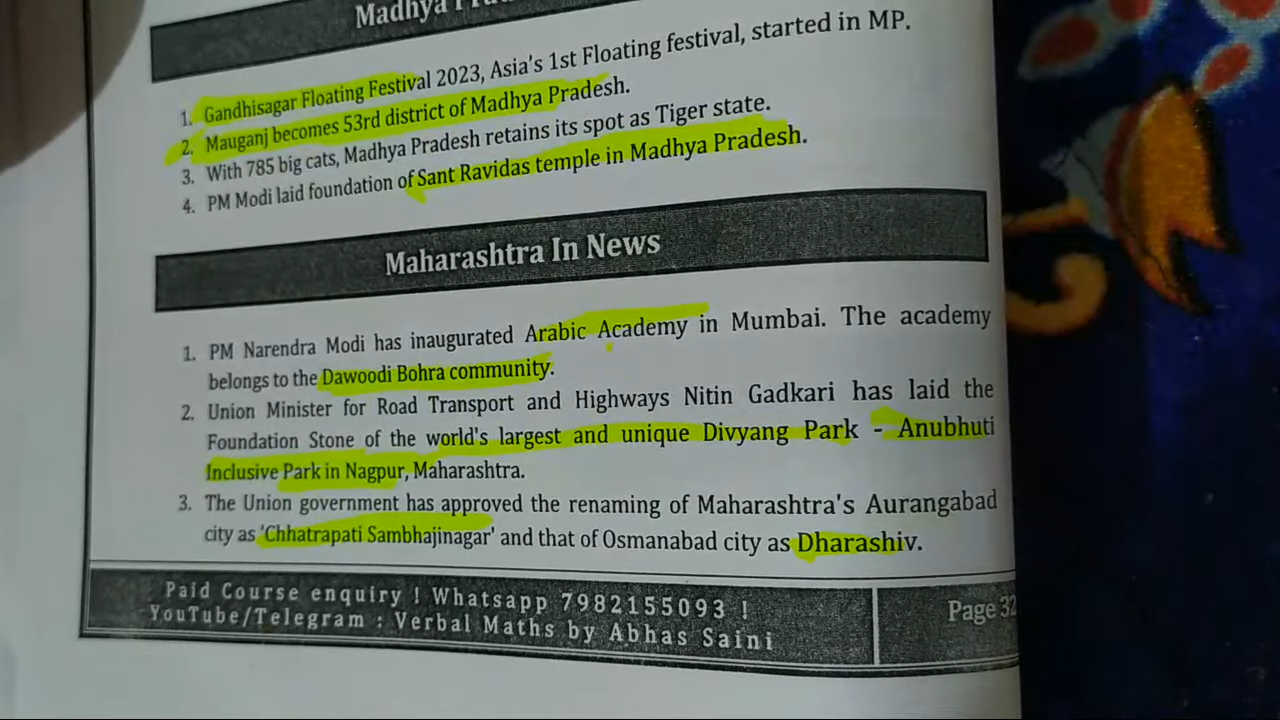 Madhya
1. Gandhisagar Floating Festival 2023, Asia's 1st Floating festival, started in MP.
2. Mauganj becomes 53rd district of Madhya Pradesh.
3. With 785 big cats, Madhya Pradesh retains its spot as Tiger state.
4. PM Modi laid foundation of Sant Ravidas temple in Madhya Pradesh.
Maharashtra In News
1. PM Narendra Modi has inaugurated Arabic Academy in Mumbai. The academy
belongs to the Dawoodi Bohra community.
2. Union Minister for Road Transport and Highways Nitin Gadkari has laid the
Foundation Stone of the world's largest and unique Divyang Park - Anubhuti
Inclusive Park in Nagpur, Maharashtra.
3. The Union government has approved the renaming of Maharashtra's Aurangabad
city as 'Chhatrapati Sambhajinagar' and that of Osmanabad city as Dharashiv.
Paid Course enquiry ! Whatsapp 7982155093 !
YouTube/Telegram : Verbal Maths by Abhas Saini
Page 32